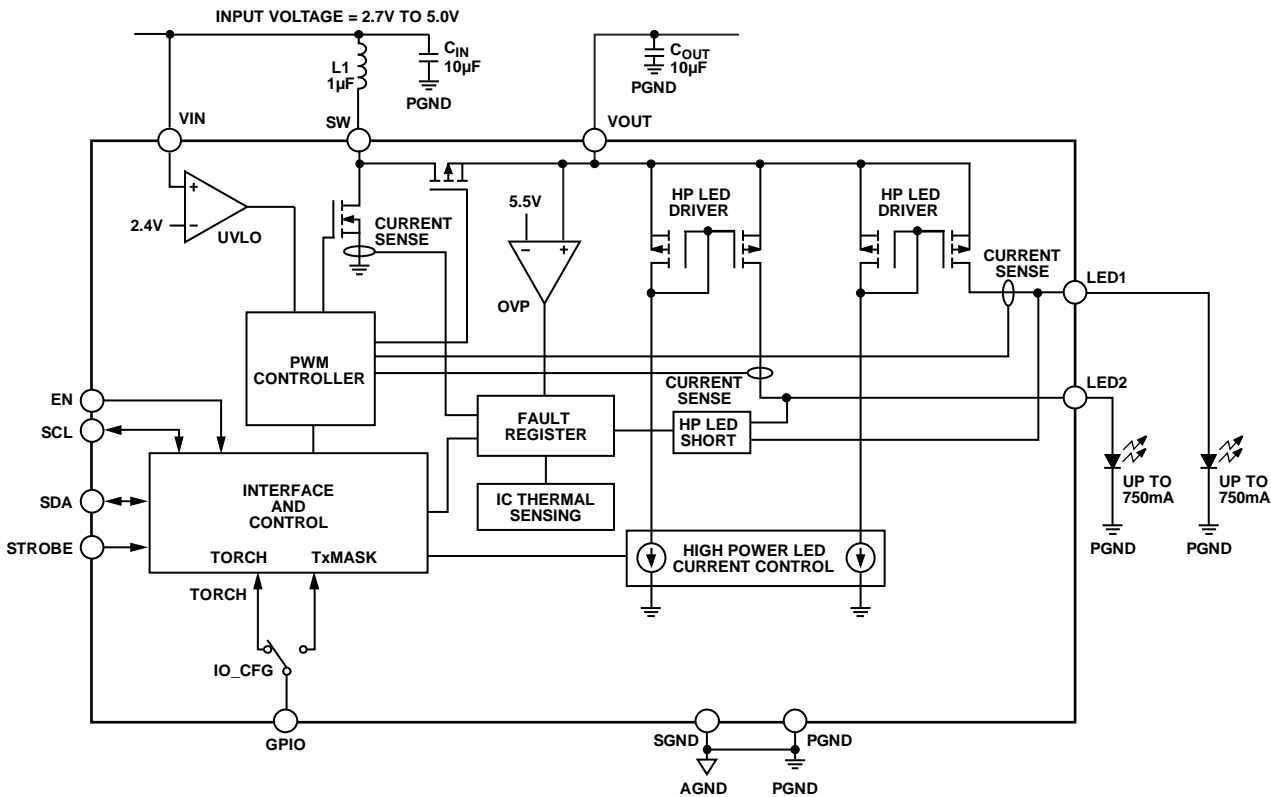 INPUT VOLTAGE = 2.7V TO 5.0V
L1
1µF
CIN
10µF
PGND
COUT
10µF
PGND
VIN
SW
VOUT
+
2.4V
−
UVLO
CURRENT
SENSE
5.5V
−
+
OVP
HP LED
DRIVER
HP LED
DRIVER
CURRENT
SENSE
LED1
PWM
CONTROLLER
CURRENT
SENSE
LED2
EN
SCL
SDA
STROBE
FAULT
REGISTER
HP LED
SHORT
IC THERMAL
SENSING
INTERFACE
AND
CONTROL
TORCH
TxMASK
HIGH POWER LED
CURRENT CONTROL
UP TO
750mA
PGND
UP TO
750mA
PGND
TORCH
IO_CFG
GPIO
SGND
PGND
AGND
PGND